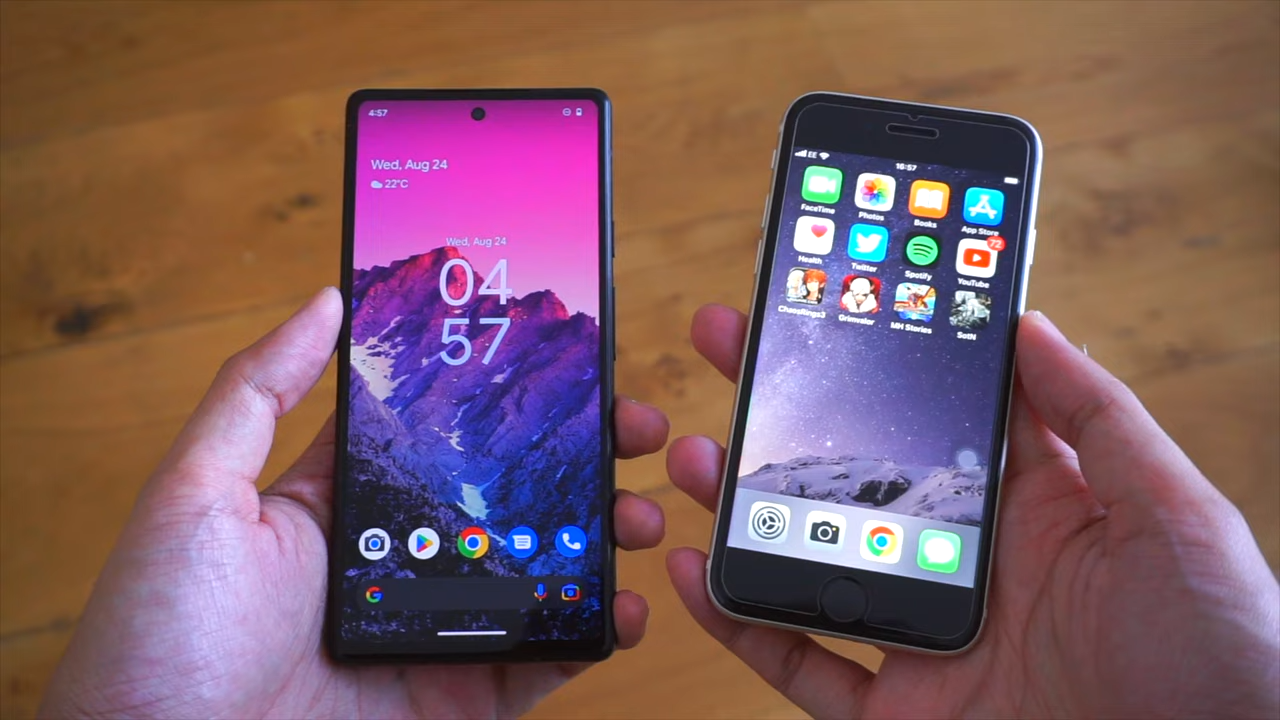 4:57
Wed, Aug 24
22°C
Wed, Aug 24
04
57
EE
16:57
FaceTime
Photos
Books
App Store
Health
Twitter
Spotify
YouTube
72
ChaosRings3
Grimvalor
MH Stories
SotN